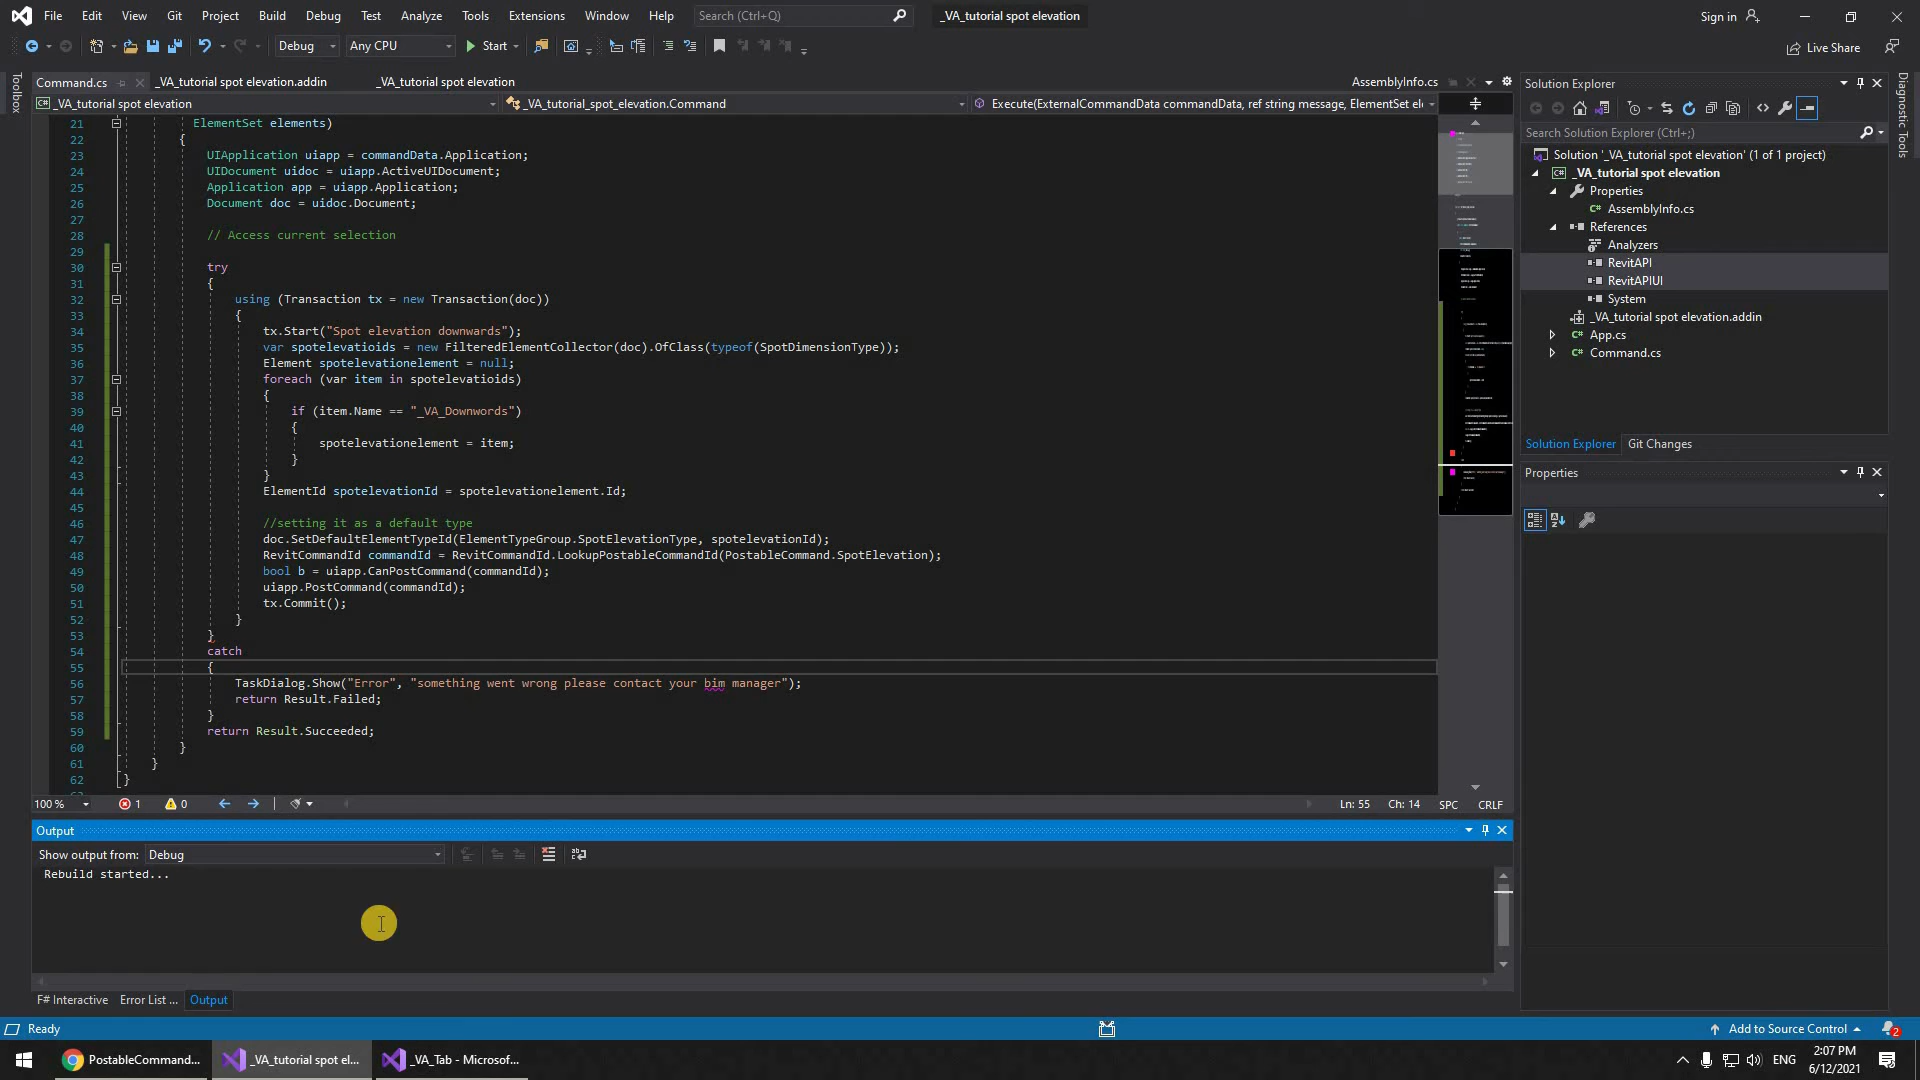 File Edit View Git Project Build Debug Test Analyze Tools Extensions Window Help Search (Ctrl+Q) _VA_tutorial spot elevation Sign in
Debug Any CPU Start Live Share
Toolbox
Command.cs _VA_tutorial spot elevation.addin _VA_tutorial spot elevation AssemblyInfo.cs
_VA_tutorial spot elevation _VA_tutorial_spot_elevation.Command Execute(ExternalCommandData commandData, ref string message, ElementSet ele
21 ElementSet elements)
22 {
23 UIApplication uiapp = commandData.Application;
24 UIDocument uidoc = uiapp.ActiveUIDocument;
25 Application app = uiapp.Application;
26 Document doc = uidoc.Document;
27
28 // Access current selection
29
30 try
31 {
32 using (Transaction tx = new Transaction(doc))
33 {
34 tx.Start("Spot elevation downwards");
35 var spotelevatioids = new FilteredElementCollector(doc).OfClass(typeof(SpotDimensionType));
36 Element spotelevationelement = null;
37 foreach (var item in spotelevatioids)
38 {
39 if (item.Name == "_VA_Downwords")
40 {
41 spotelevationelement = item;
42 }
43 }
44 ElementId spotelevationId = spotelevationelement.Id;
45
46 //setting it as a default type
47 doc.SetDefaultElementTypeId(ElementTypeGroup.SpotElevationType, spotelevationId);
48 RevitCommandId commandId = RevitCommandId.LookupPostableCommandId(PostableCommand.SpotElevation);
49 bool b = uiapp.CanPostCommand(commandId);
50 uiapp.PostCommand(commandId);
51 tx.Commit();
52 }
53 }
54 catch
55 {
56 TaskDialog.Show("Error", "something went wrong please contact your bim manager");
57 return Result.Failed;
58 }
59 return Result.Succeeded;
60 }
61 }
62 }
100 % 1 0 Ln: 55 Ch: 14 SPC CRLF
Output
Show output from: Debug
Rebuild started...
F# Interactive Error List ... Output
Solution Explorer
Search Solution Explorer (Ctrl+;)
Solution '_VA_tutorial spot elevation' (1 of 1 project)
_VA_tutorial spot elevation
Properties
AssemblyInfo.cs
References
Analyzers
RevitAPI
RevitAPIUI
System
_VA_tutorial spot elevation.addin
App.cs
Command.cs
Solution Explorer Git Changes
Properties
Diagnostic Tools
Ready Add to Source Control 2
PostableCommand... _VA_tutorial spot el... _VA_Tab - Microsof... ENG 2:07 PM
6/12/2021